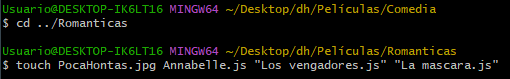 Usuario@DESKTOP-IK6LT16 MINGW64 ~/Desktop/dh/Peliculas/Comedia
$ cd ../Romanticas
Usuario@DESKTOP-IK6LT16 MINGW64 ~/Desktop/dh/Peliculas/Romanticas
$ touch PocaHontas.jpg Annabelle.js "Los vengadores.js" "La mascara.js"